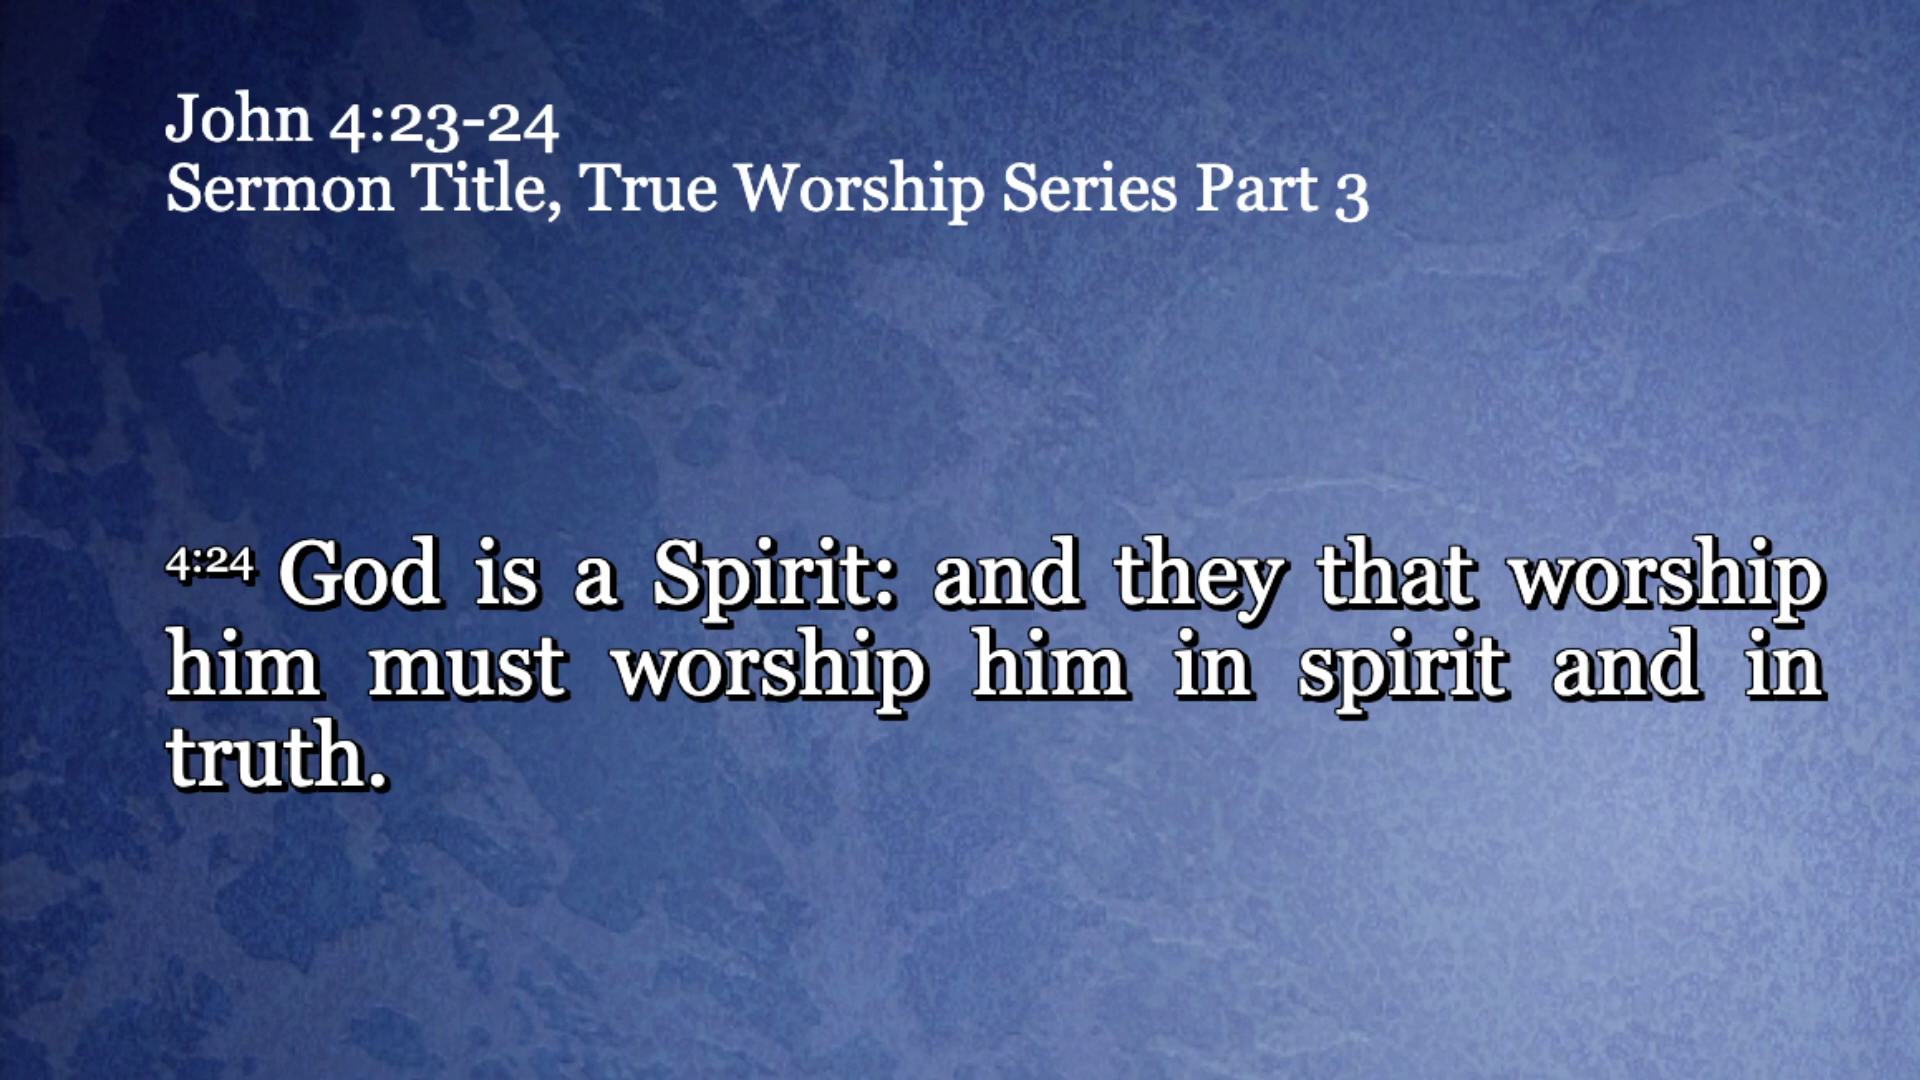 John 4:23-24
Sermon Title, True Worship Series Part 3
4:24 God is a Spirit: and they that worship
him must worship him in spirit and in
truth.